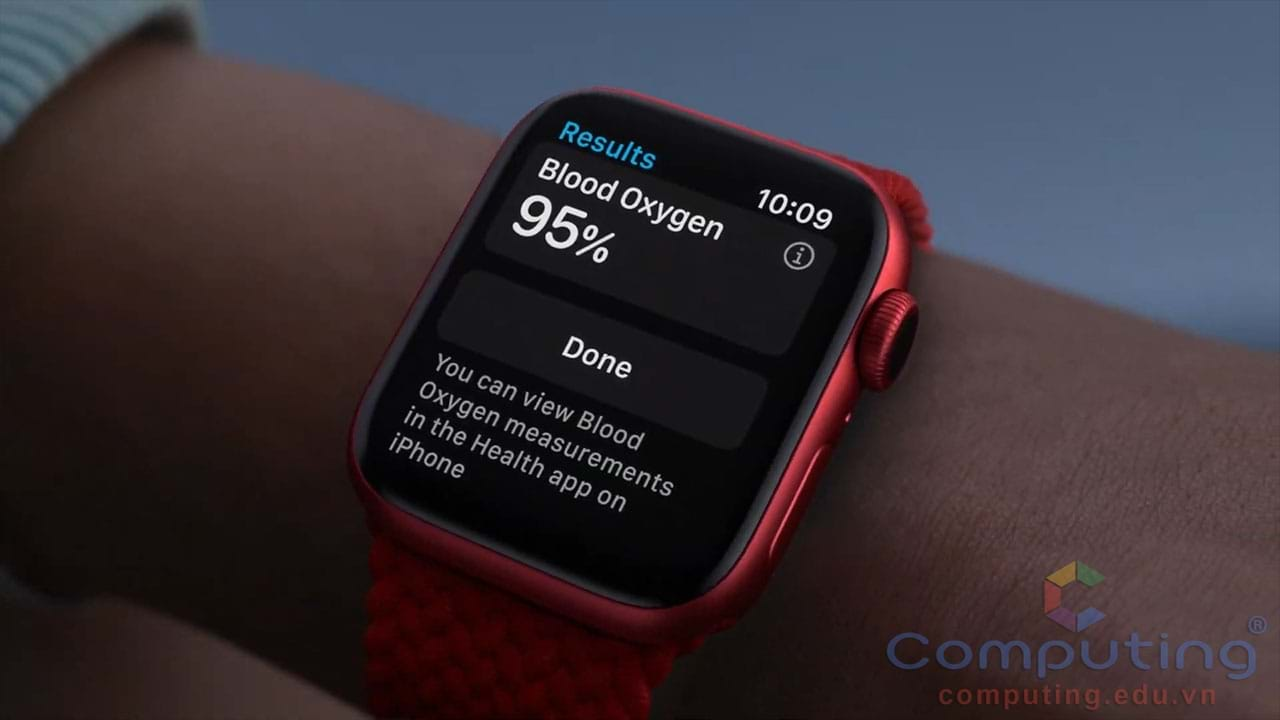 Results
10:09
Blood Oxygen
95%
Done
You can view Blood
Oxygen measurements
in the Health app on
iPhone
Computing®
computing.edu.vn